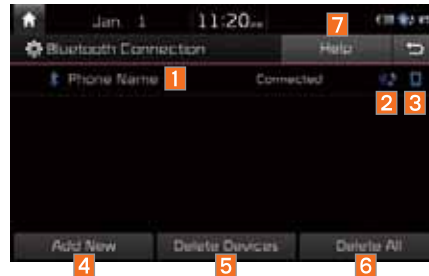 Jan. 1 11:20PM
7
Bluetooth Connection Help
Phone Name 1 Connected
2 3
Add New Delete Devices Delete All
4 5 6